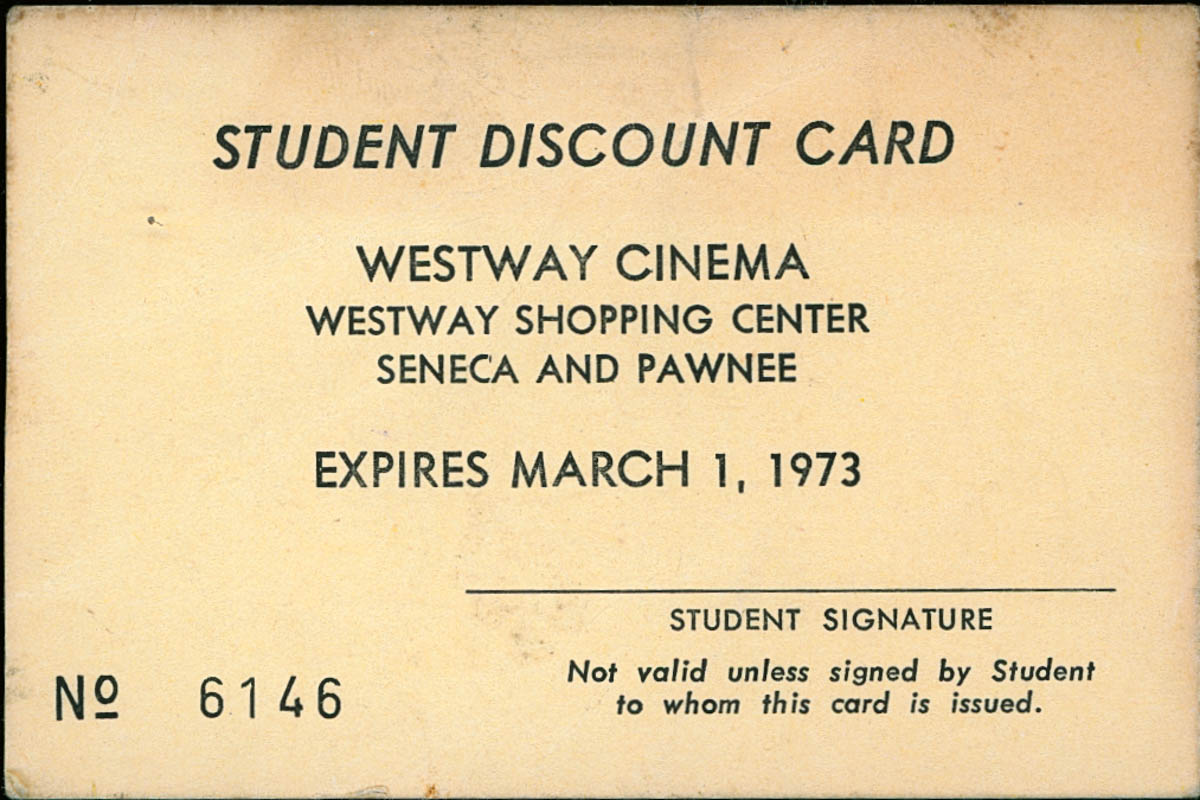 STUDENT DISCOUNT CARD
WESTWAY CINEMA
WESTWAY SHOPPING CENTER
SENECA AND PAWNEE
EXPIRES MARCH 1, 1973
STUDENT SIGNATURE
Not valid unless signed by Student
to whom this card is issued.
Nº 6146